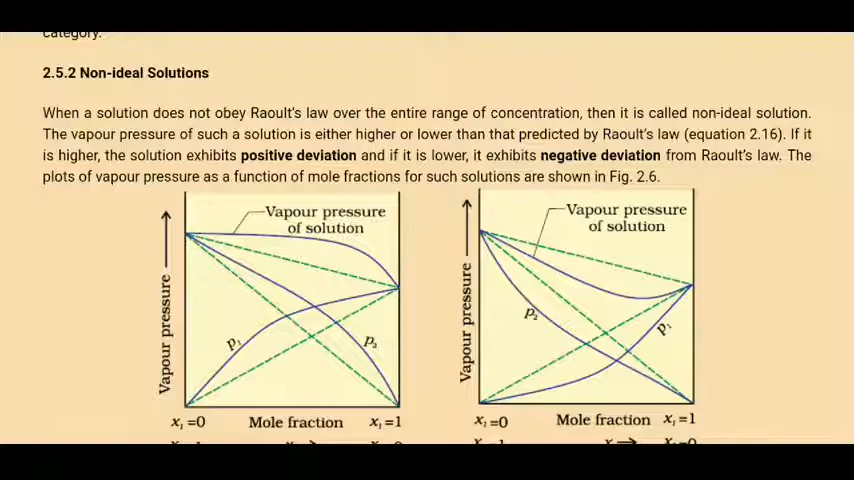 category.
2.5.2 Non-ideal Solutions
When a solution does not obey Raoult's law over the entire range of concentration, then it is called non-ideal solution.
The vapour pressure of such a solution is either higher or lower than that predicted by Raoult's law (equation 2.16). If it
is higher, the solution exhibits positive deviation and if it is lower, it exhibits negative deviation from Raoult's law. The
plots of vapour pressure as a function of mole fractions for such solutions are shown in Fig. 2.6.
Vapour pressure
of solution
Vapour pressure
p₁
p₂
x₁=0 Mole fraction x₁=1
Vapour pressure
of solution
Vapour pressure
p₂
p₁
x₁=0 Mole fraction x₁=1